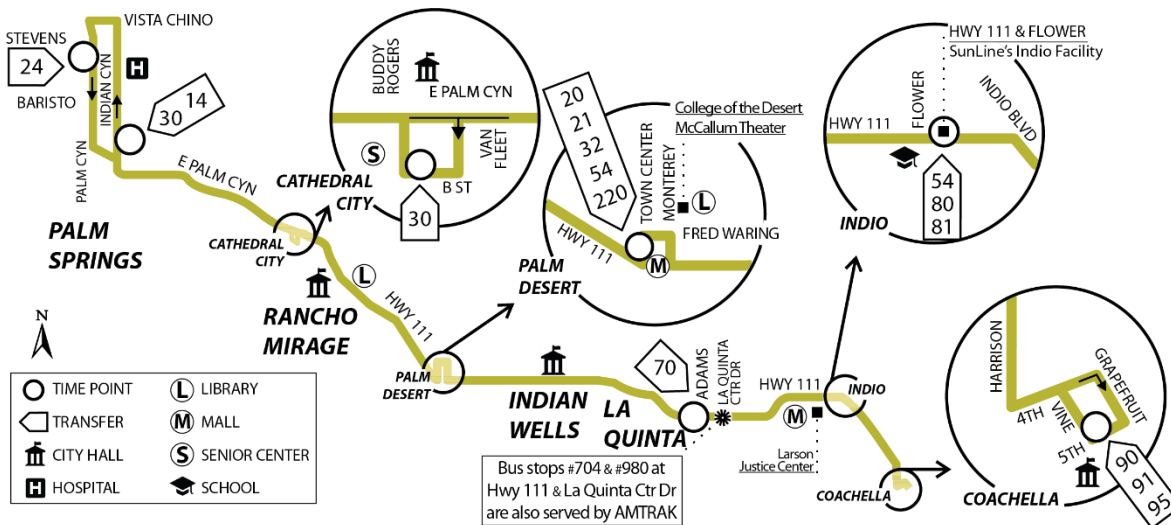 VISTA CHINO
STEVENS
24
BARISTO
INDIAN CYN
H
14
30
PALM CYN
E PALM CYN
PALM
SPRINGS
CATHEDRAL
CITY
BUDDY
ROGERS
E PALM CYN
VAN
FLEET
S
B ST
CATHEDRAL
CITY
30
L
RANCHO
MIRAGE
HWY 111
20
21
32
54
220
College of the Desert
McCallum Theater
TOWN CENTER
MONTEREY
L
FRED WARING
HWY 111
M
PALM
DESERT
PALM
DESERT
INDIAN
WELLS
70
ADAMS
LA QUINTA
CTR DR
LA
QUINTA
HWY 111
M
Larson
Justice Center
INDIO
HWY 111 & FLOWER
SunLine's Indio Facility
FLOWER
HWY 111
INDIO BLVD
54
80
81
INDIO
COACHELLA
HARRISON
GRAPEFRUIT
4TH
VINE
5TH
90
91
95
COACHELLA
Bus stops #704 & #980 at
Hwy 111 & La Quinta Ctr Dr
are also served by AMTRAK
N
TIME POINT
L LIBRARY
TRANSFER
M MALL
CITY HALL
S SENIOR CENTER
H HOSPITAL
SCHOOL